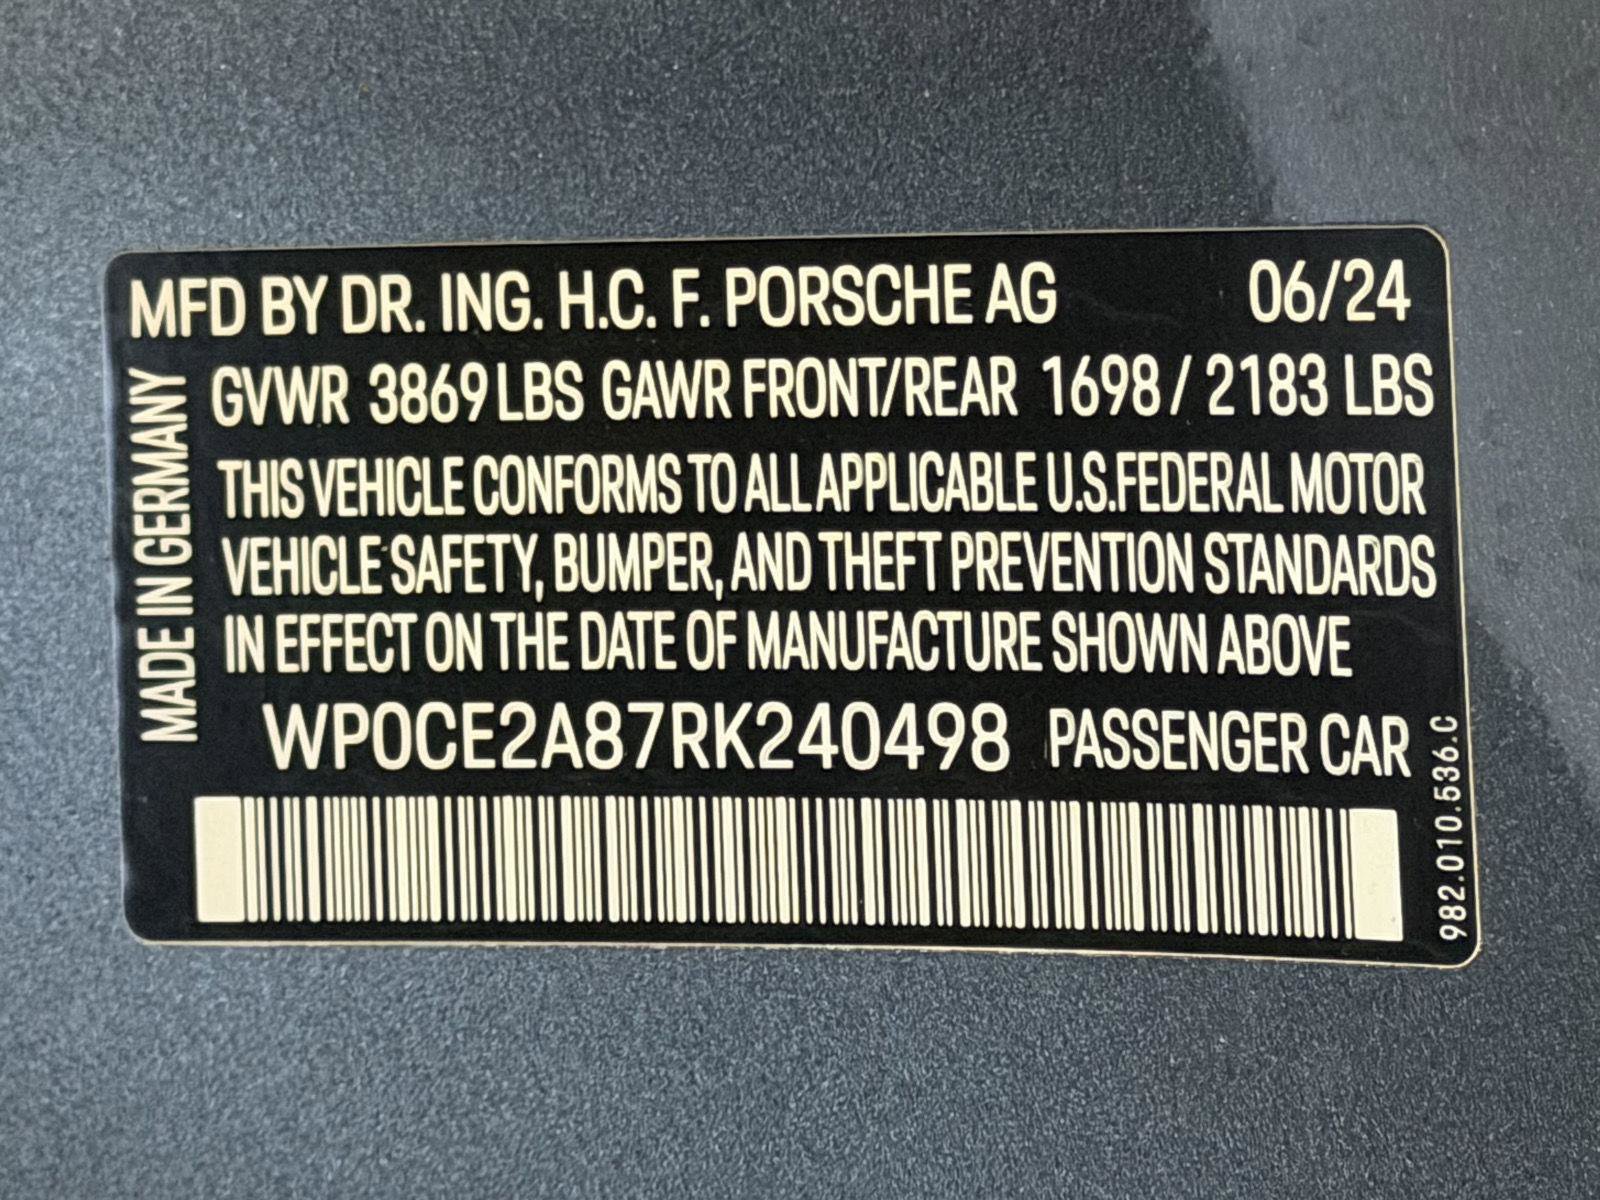 MFD BY DR. ING. H.C. F. PORSCHE AG 06/24
GVWR 3869 LBS GAWR FRONT/REAR 1698 / 2183 LBS
THIS VEHICLE CONFORMS TO ALL APPLICABLE U.S.FEDERAL MOTOR
VEHICLE SAFETY, BUMPER, AND THEFT PREVENTION STANDARDS
IN EFFECT ON THE DATE OF MANUFACTURE SHOWN ABOVE
WP0CE2A87RK240498 PASSENGER CAR
MADE IN GERMANY
982.010.536.C